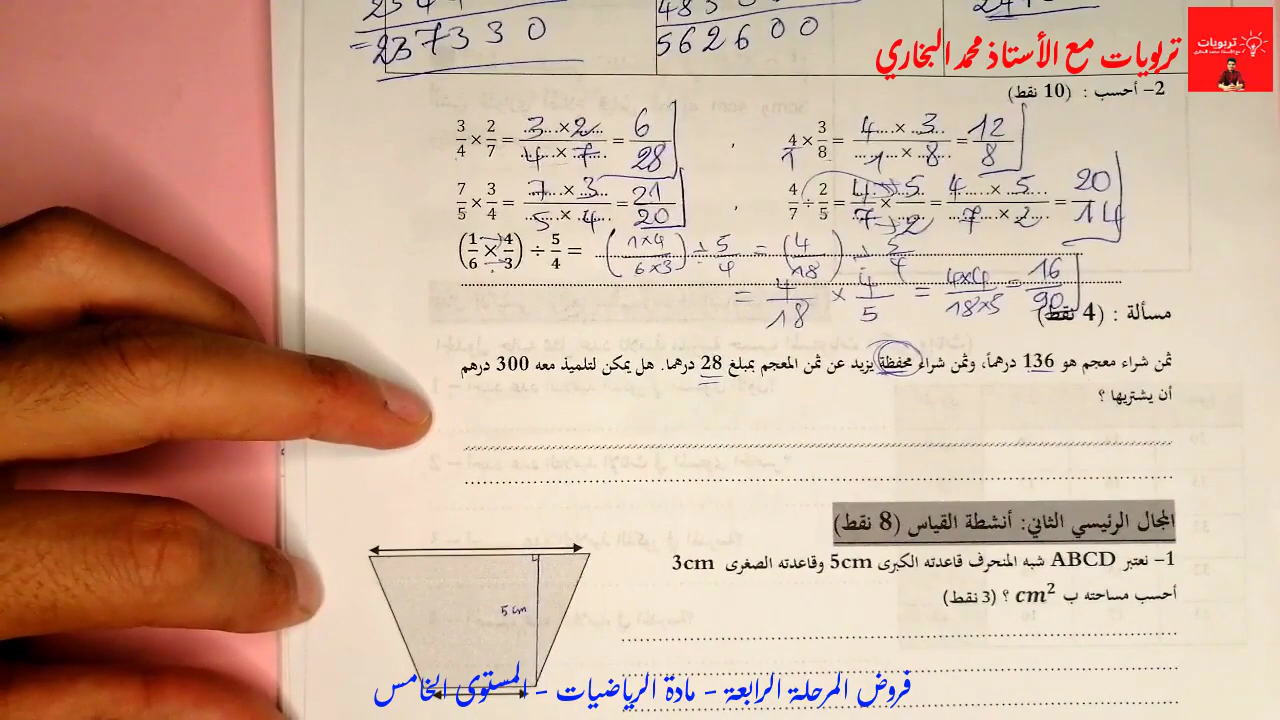 = 237330
562600
تربويات
تربويات مع الأستاذ محمد البخاري
2- أحسب : (10 نقط)
3/4 × 2/7 = 3...×2.../4...×7... = 6/28 , 4/1 × 3/8 = 4...×3.../1...×8... = 12/8
7/5 × 3/4 = 7...×3.../5...×4... = 21/20 , 4/7 ÷ 2/5 = 4/7 × 5/2 = 4...×5.../7...×2... = 20/14
(1/6 × 4/3) ÷ 5/4 = (1×4/6×3) ÷ 5/4 = (4/18) ÷ 5/4
= 4/18 × 4/5 = 4×4/18×5 = 16/90
مسألة : (4 نقط)
ثمن شراء معجم هو 136 درهماً، وثمن شراء محفظة يزيد عن ثمن المعجم بمبلغ 28 درهما. هل يمكن لتلميذ معه 300 درهم
أن يشتريها ؟
المجال الرئيسي الثاني: أنشطة القياس (8 نقط)
1- نعتبر ABCD شبه المنحرف قاعدته الكبرى 5cm وقاعدته الصغرى 3cm
أحسب مساحته ب cm² ؟ (3 نقط)
5 cm
فروض المرحلة الرابعة - مادة الرياضيات - المستوى الخامس